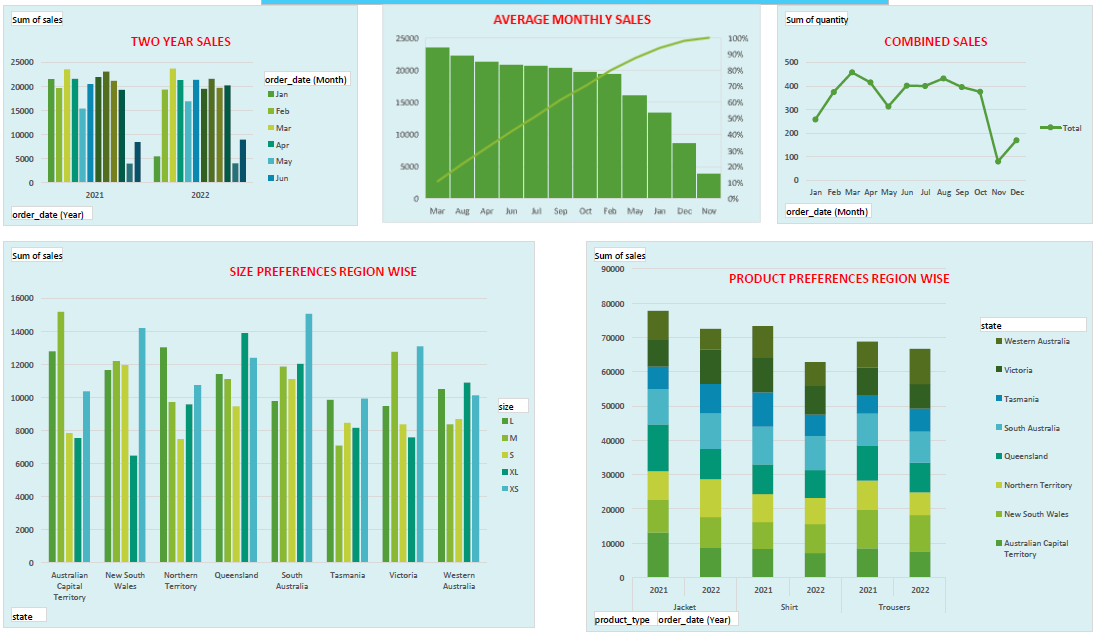 Sum of sales
TWO YEAR SALES
25000
20000
15000
10000
5000
0
2021 2022
order_date (Month)
Jan
Feb
Mar
Apr
May
Jun
order_date (Year)
AVERAGE MONTHLY SALES
25000
20000
15000
10000
5000
0
100%
90%
80%
70%
60%
50%
40%
30%
20%
10%
0%
Mar Aug Apr Jun Jul Sep Oct Feb May Jan Dec Nov
Sum of quantity
COMBINED SALES
500
400
300
200
100
0
Jan Feb Mar Apr May Jun Jul Aug Sep Oct Nov Dec
Total
order_date (Month)
Sum of sales
SIZE PREFERENCES REGION WISE
16000
14000
12000
10000
8000
6000
4000
2000
0
Australian
Capital
Territory
New South
Wales
Northern
Territory
Queensland
South
Australia
Tasmania
Victoria
Western
Australia
size
L
M
S
XL
XS
state
Sum of sales
PRODUCT PREFERENCES REGION WISE
90000
80000
70000
60000
50000
40000
30000
20000
10000
0
2021 2022 2021 2022 2021 2022
Jacket Shirt Trousers
product_type order_date (Year)
state
Western Australia
Victoria
Tasmania
South Australia
Queensland
Northern Territory
New South Wales
Australian Capital
Territory